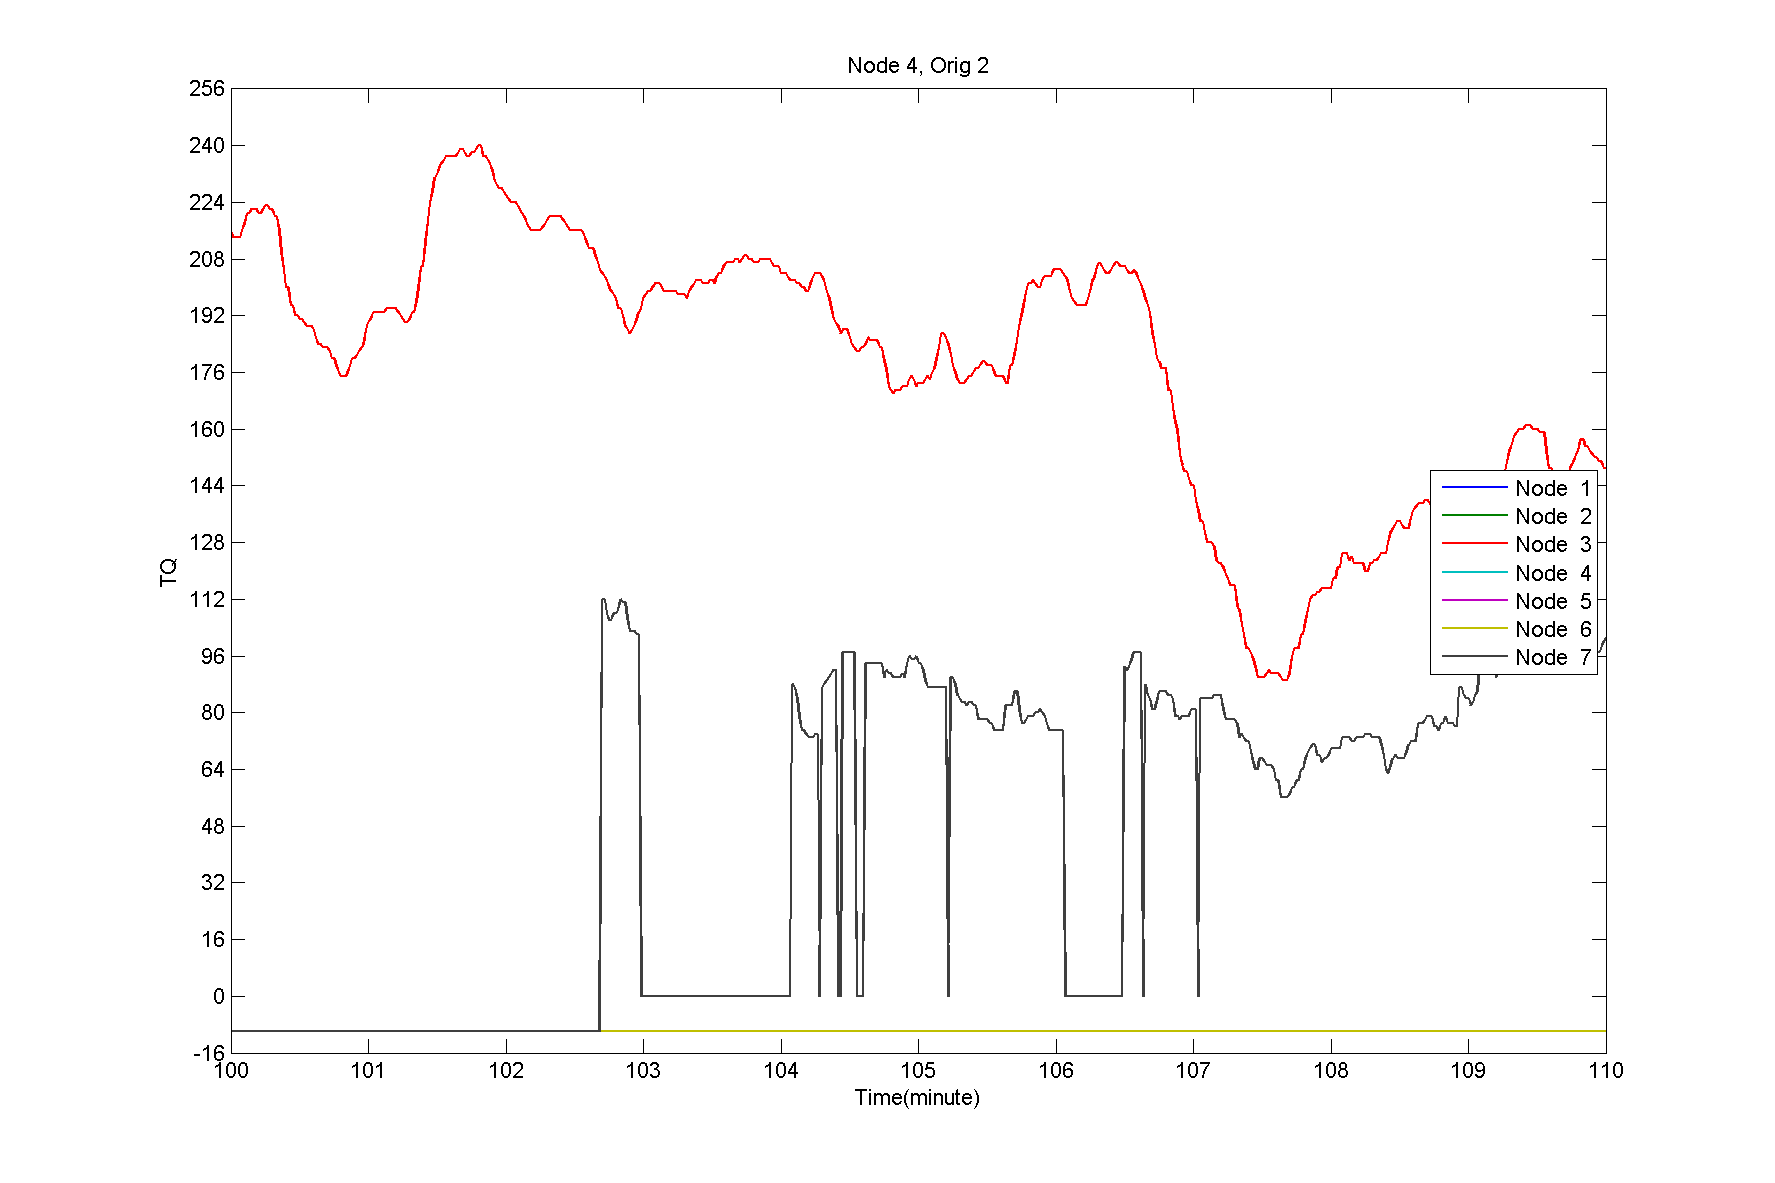 Node 4, Orig 2
256
240
224
208
192
176
160
144
128
112
96
80
64
48
32
16
0
-16
TQ
Node 1
Node 2
Node 3
Node 4
Node 5
Node 6
Node 7
100 101 102 103 104 105 106 107 108 109 110
Time(minute)